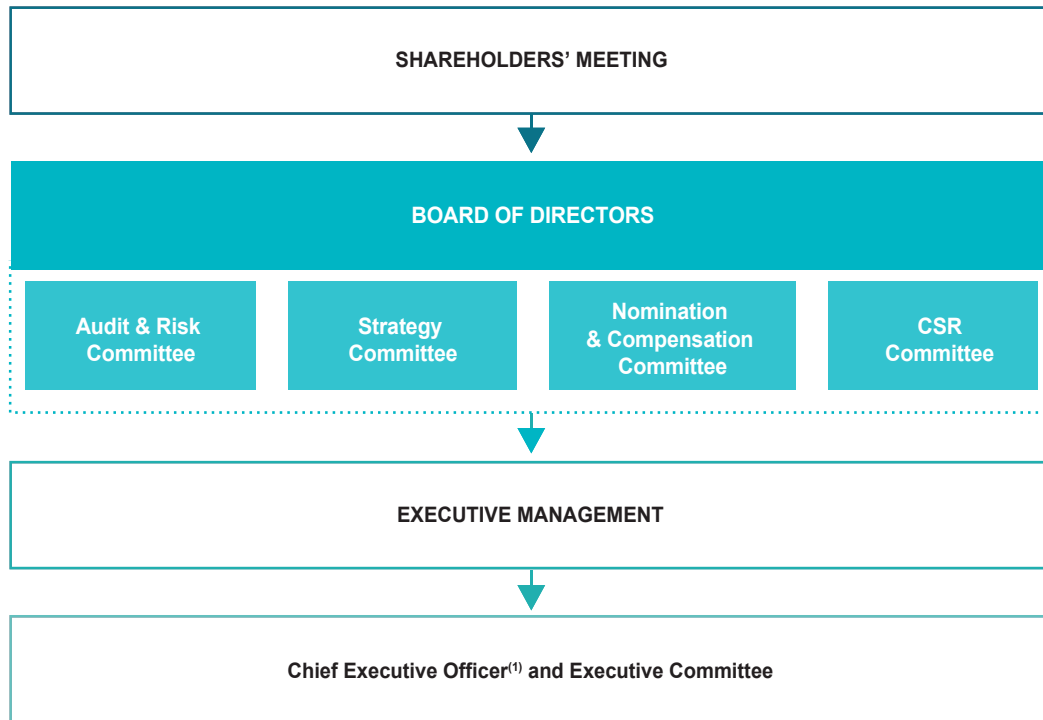 SHAREHOLDERS’ MEETING
BOARD OF DIRECTORS
Audit & Risk
Committee
Strategy
Committee
Nomination
& Compensation
Committee
CSR
Committee
EXECUTIVE MANAGEMENT
Chief Executive Officer(1) and Executive Committee